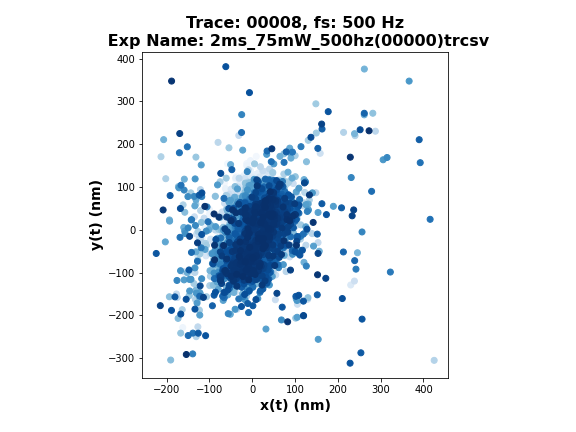 Trace: 00008, fs: 500 Hz
Exp Name: 2ms_75mW_500hz(00000)trcsv
400
300
200
100
0
−100
−200
−300
y(t) (nm)
−200 −100 0 100 200 300 400
x(t) (nm)